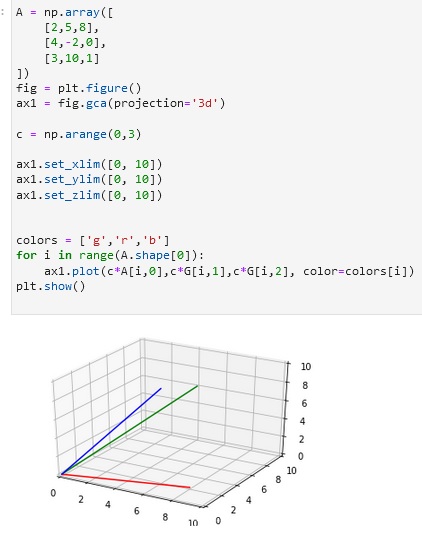 :
A = np.array([
    [2,5,8],
    [4,-2,0],
    [3,10,1]
])
fig = plt.figure()
ax1 = fig.gca(projection='3d')
c = np.arange(0,3)
ax1.set_xlim([0, 10])
ax1.set_ylim([0, 10])
ax1.set_zlim([0, 10])
colors = ['g','r','b']
for i in range(A.shape[0]):
    ax1.plot(c*A[i,0],c*G[i,1],c*G[i,2], color=colors[i])
plt.show()
10
8
6
4
2
0
10
8
6
4
2
0
0
2
4
6
8
10